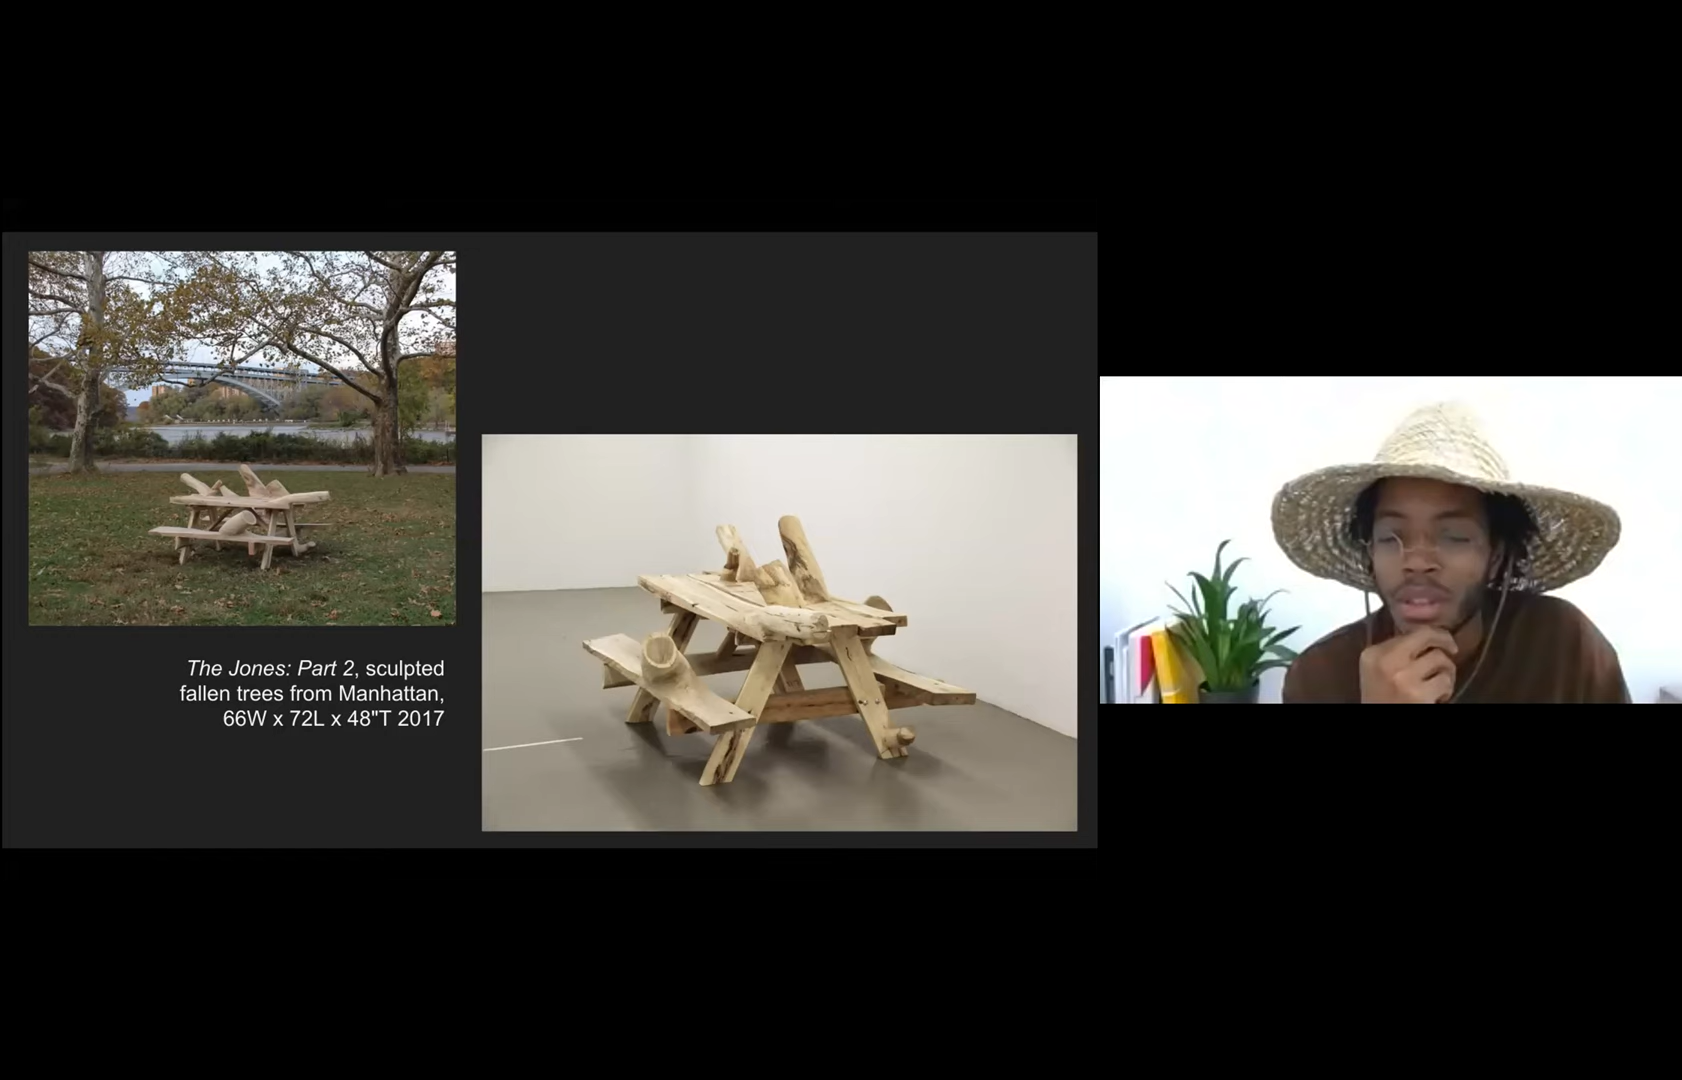 The Jones: Part 2, sculpted
fallen trees from Manhattan,
66W x 72L x 48"T 2017